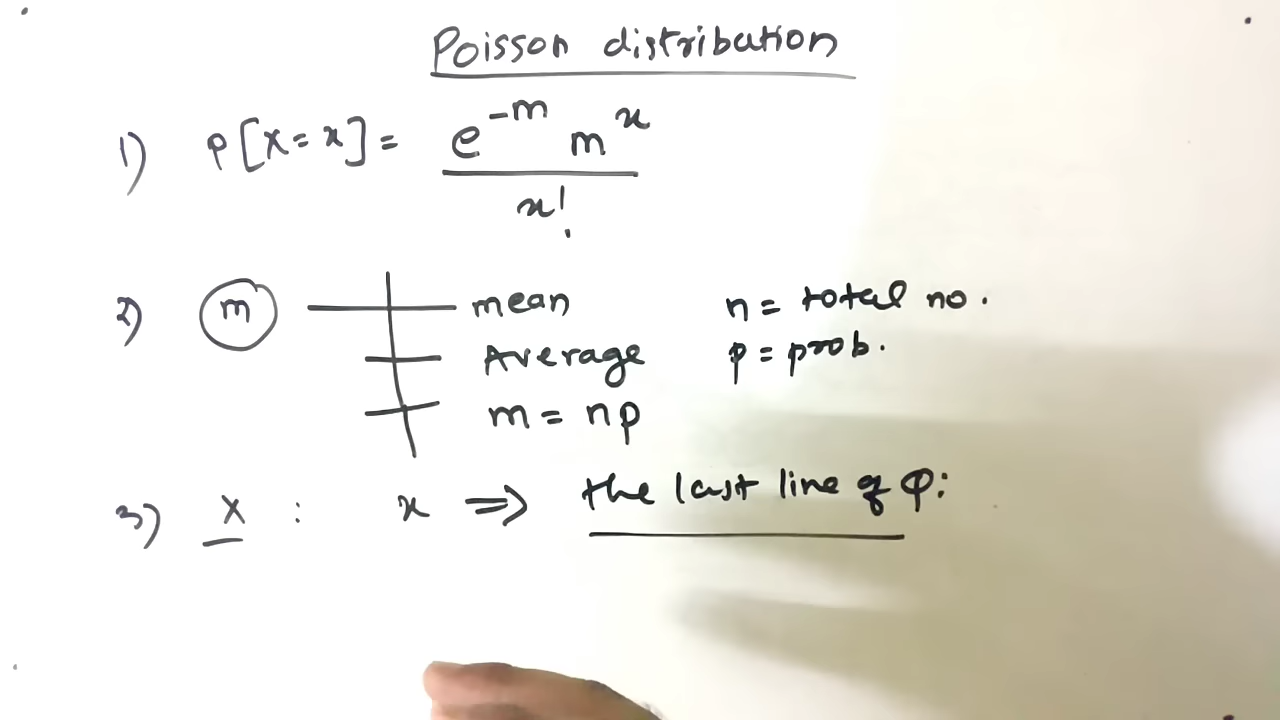 Poisson distribution
1) P[X=x] = e^-m m^x / x!
2) m mean n = total no.
Average p = prob.
m = np
3) X : x ⇒ the last line of Q: